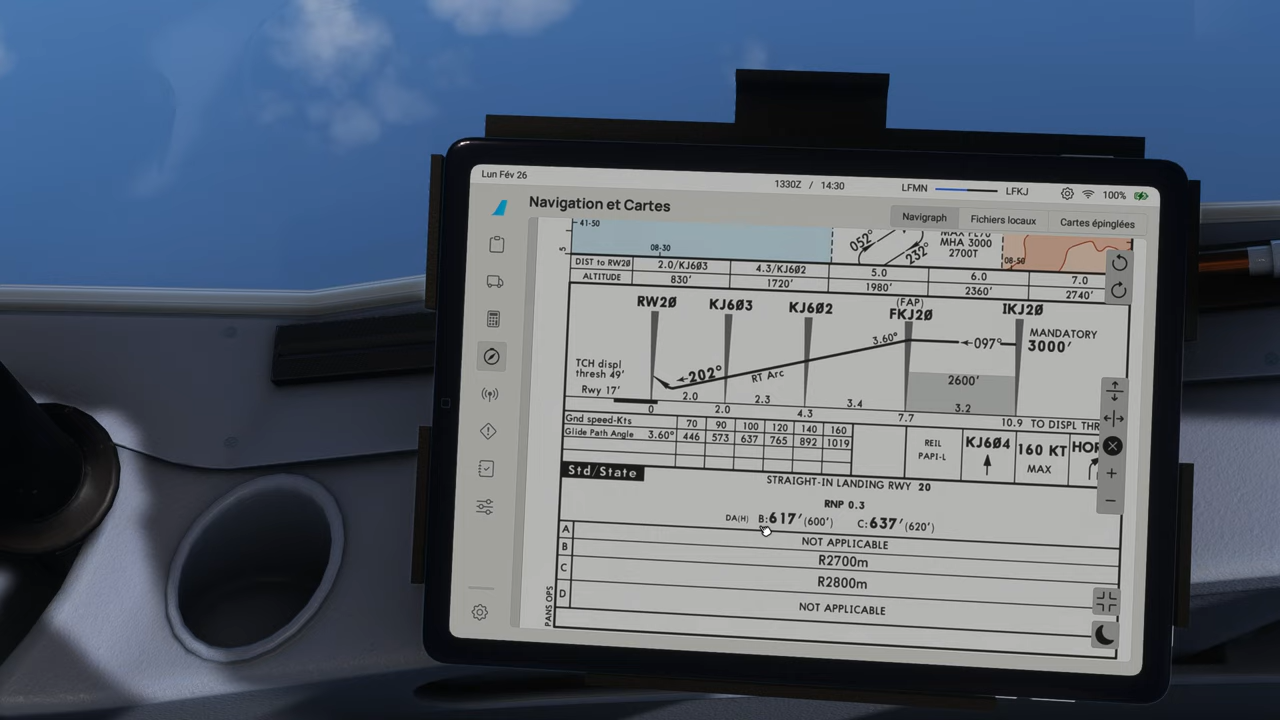 Lun Fév 26
1330Z / 14:30
LFMN LFKJ
100%
Navigation et Cartes
Navigraph
Fichiers locaux
Cartes épinglées
41-50
08-30
.5
052°
232°
MAX FL70
MHA 3000
2700T
08-50
DIST to RW20 2.0/KJ603 4.3/KJ602 5.0 6.0 7.0
ALTITUDE 830' 1720' 1980' 2360' 2740'
RW20 KJ603 KJ602 (FAP) FKJ20 IKJ20
MANDATORY
3000'
3.60°
←097°
TCH displ
thresh 49'
←202°
RT Arc
2600'
Rwy 17'
2.0 2.3 3.4 3.2
0 2.0 4.3 7.7 10.9 TO DISPL THR
Gnd speed-Kts 70 90 100 120 140 160
Glide Path Angle 3.60° 446 573 637 765 892 1019
REIL
PAPI-L
KJ604
160 KT
MAX
Std/State
STRAIGHT-IN LANDING RWY 20
RNP 0.3
DA(H) B:617'(600') C:637'(620')
A
NOT APPLICABLE
B
R2700m
C
R2800m
D
NOT APPLICABLE
PANS OPS